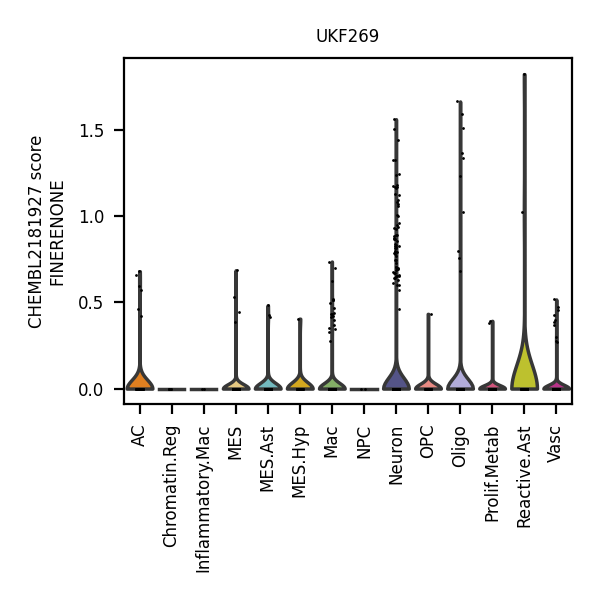 UKF269
CHEMBL2181927 score
FINERENONE
1.5
1.0
0.5
0.0
AC
Chromatin.Reg
Inflammatory.Mac
MES
MES.Ast
MES.Hyp
Mac
NPC
Neuron
OPC
Oligo
Prolif.Metab
Reactive.Ast
Vasc